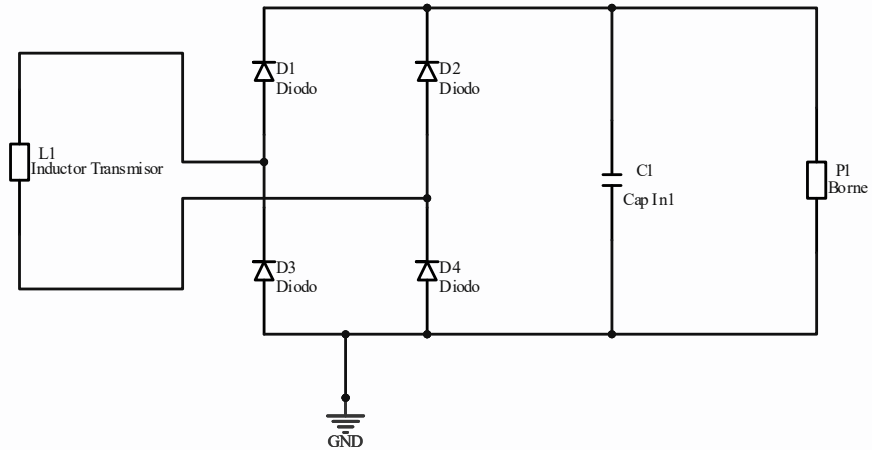 D1
Diodo
D2
Diodo
L1
Inductor Transmisor
C1
Cap In1
P1
Borne
D3
Diodo
D4
Diodo
GND